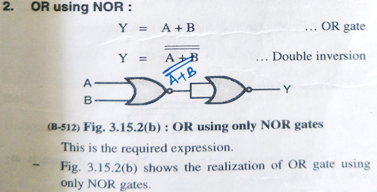 2. OR using NOR :
Y = A + B ... OR gate
Y = A + B ... Double inversion
A+B
A
B
Y
(B-512) Fig. 3.15.2(b) : OR using only NOR gates
This is the required expression.
– Fig. 3.15.2(b) shows the realization of OR gate using
only NOR gates.